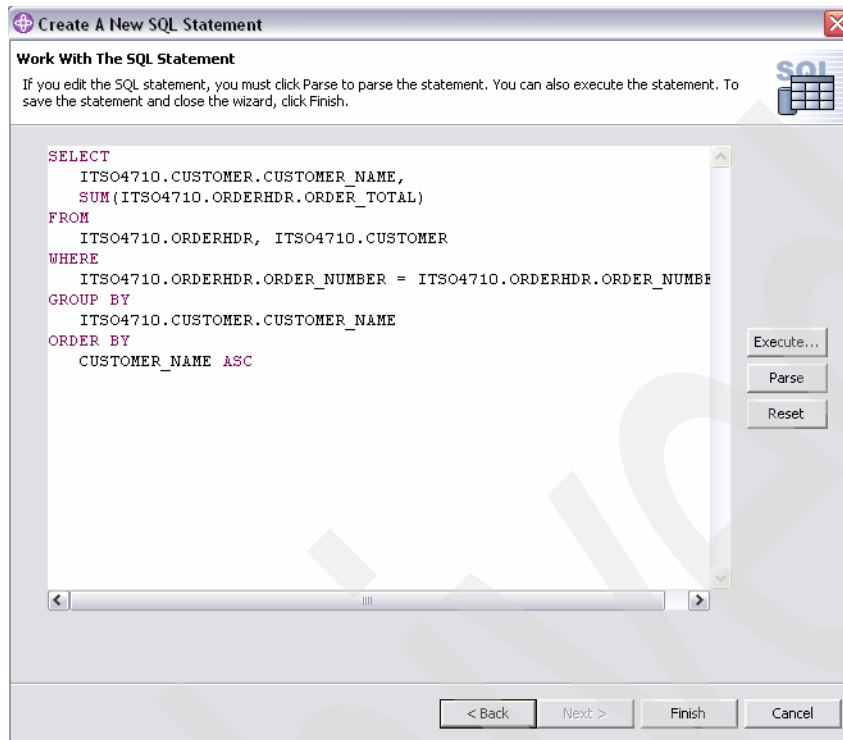 Create A New SQL Statement
Work With The SQL Statement
If you edit the SQL statement, you must click Parse to parse the statement. You can also execute the statement. To
save the statement and close the wizard, click Finish.
SQL
SELECT
ITSO4710.CUSTOMER.CUSTOMER_NAME,
SUM(ITSO4710.ORDERHDR.ORDER_TOTAL)
FROM
ITSO4710.ORDERHDR, ITSO4710.CUSTOMER
WHERE
ITSO4710.ORDERHDR.ORDER_NUMBER = ITSO4710.ORDERHDR.ORDER_NUMBE
GROUP BY
ITSO4710.CUSTOMER.CUSTOMER_NAME
ORDER BY
CUSTOMER_NAME ASC
Execute...
Parse
Reset
< Back
Next >
Finish
Cancel